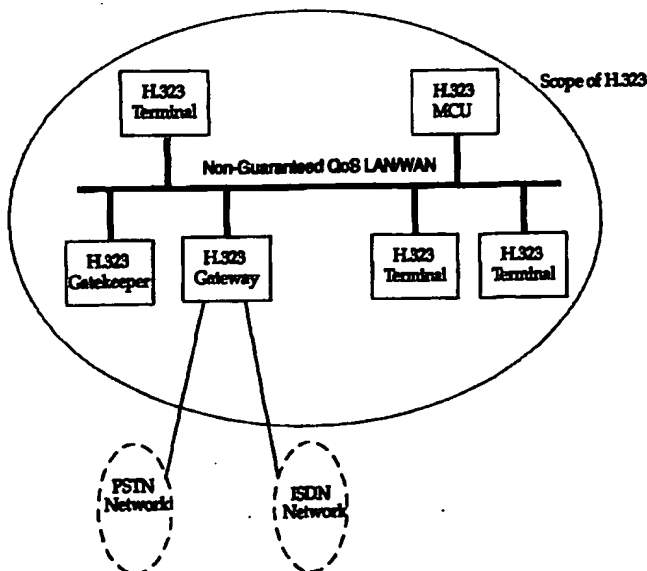 H.323
Terminal
H.323
MCU
Scope of H.323
Non-Guaranteed QoS LAN/WAN
H.323
Gatekeeper
H.323
Gateway
H.323
Terminal
H.323
Terminal
PSTN
Network
ISDN
Network